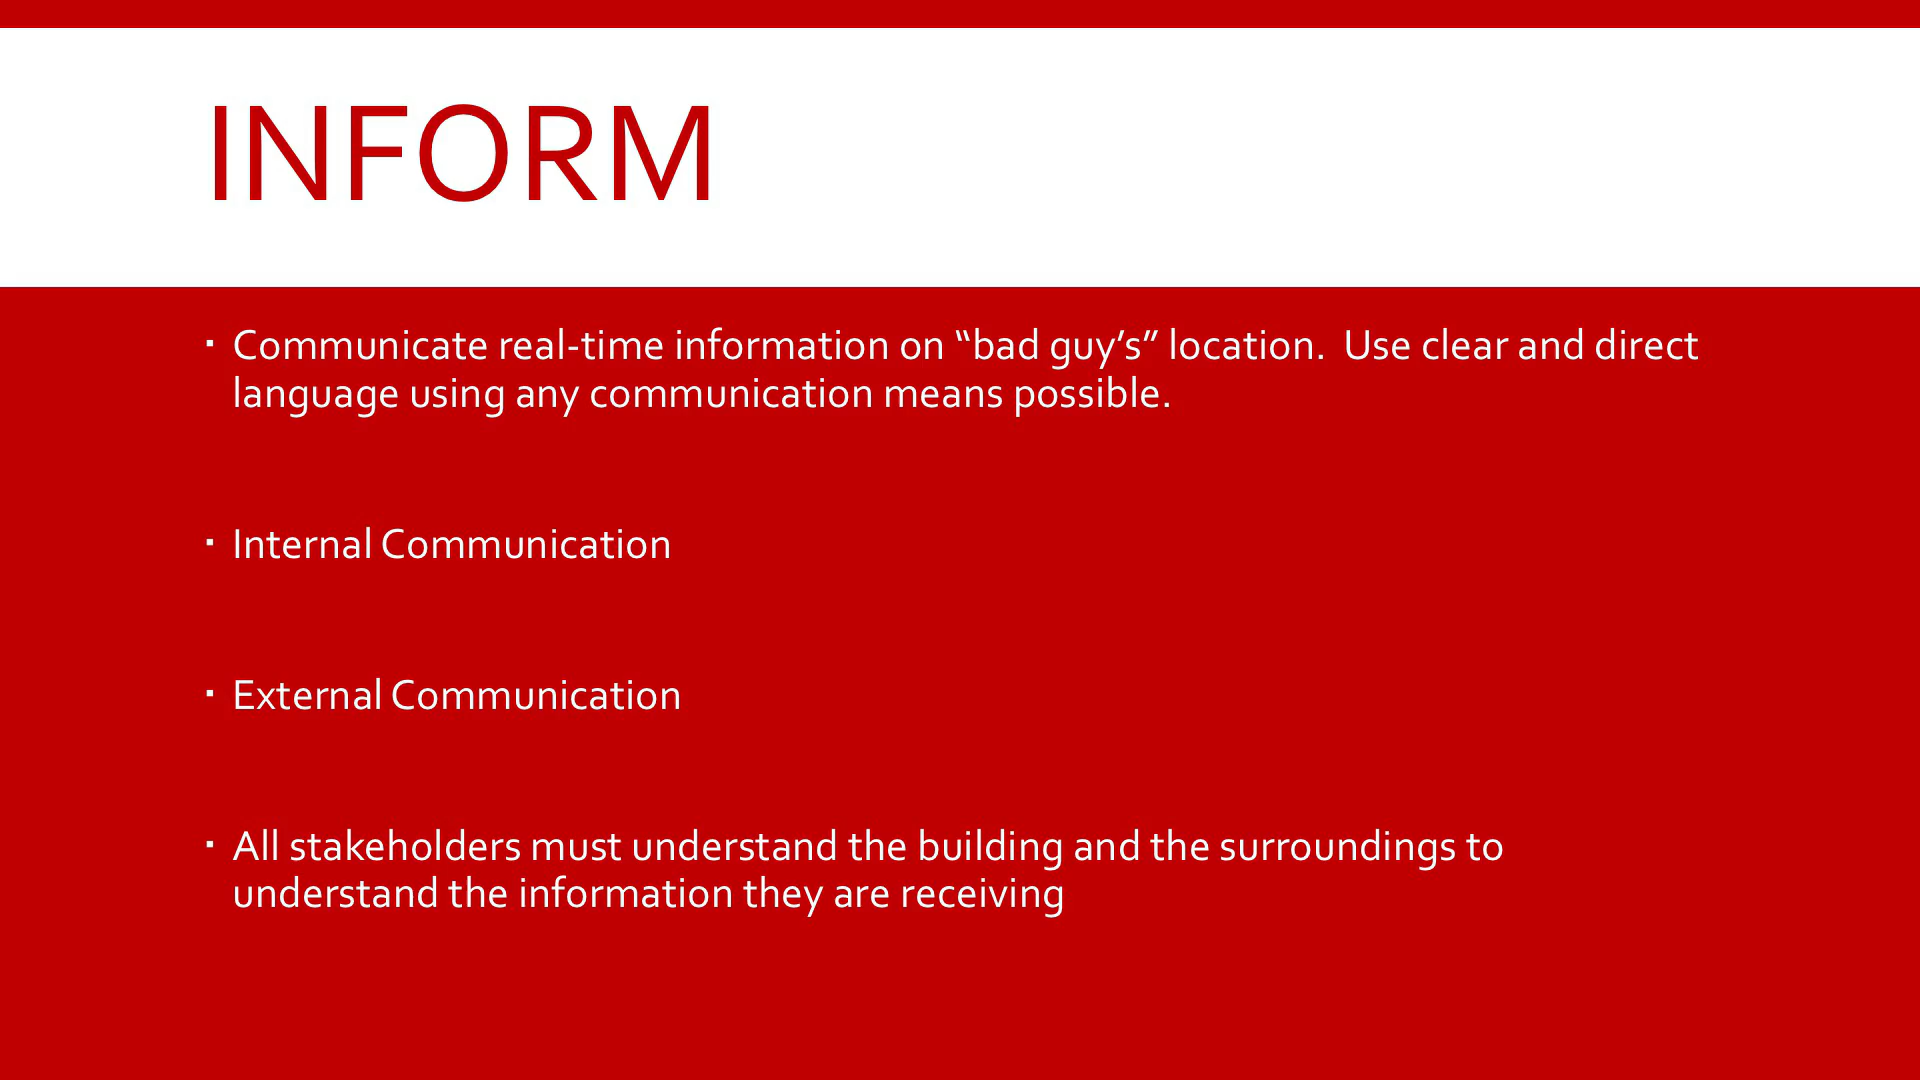 INFORM
▪ Communicate real-time information on “bad guy’s” location.  Use clear and direct
language using any communication means possible.
▪ Internal Communication
▪ External Communication
▪ All stakeholders must understand the building and the surroundings to
understand the information they are receiving